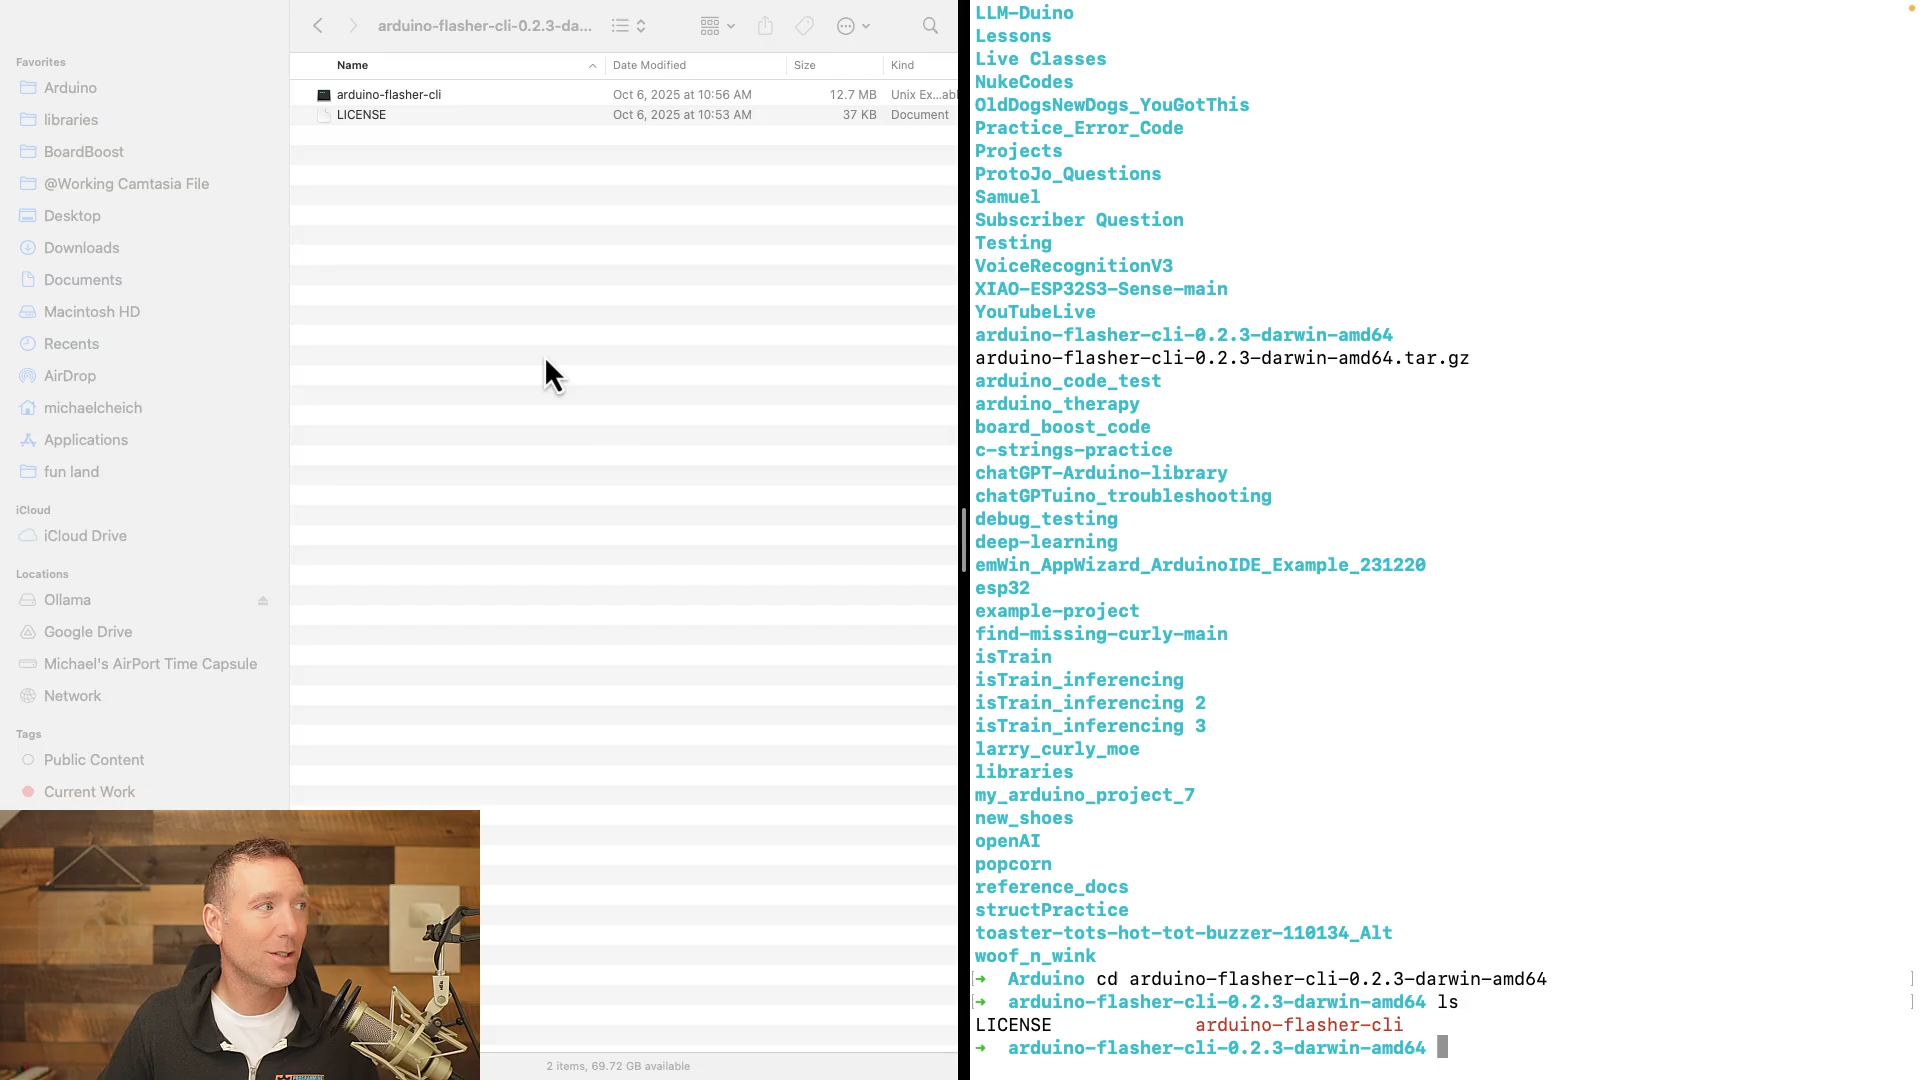 arduino-flasher-cli-0.2.3-da...
Favorites
Arduino
libraries
BoardBoost
@Working Camtasia File
Desktop
Downloads
Documents
Macintosh HD
Recents
AirDrop
michaelcheich
Applications
fun land
iCloud
iCloud Drive
Locations
Ollama
Google Drive
Michael's AirPort Time Capsule
Network
Tags
Public Content
Current Work
Name Date Modified Size Kind
arduino-flasher-cli Oct 6, 2025 at 10:56 AM 12.7 MB Unix Ex...abl
LICENSE Oct 6, 2025 at 10:53 AM 37 KB Document
2 items, 69.72 GB available
LLM-Duino
Lessons
Live Classes
NukeCodes
OldDogsNewDogs_YouGotThis
Practice_Error_Code
Projects
ProtoJo_Questions
Samuel
Subscriber Question
Testing
VoiceRecognitionV3
XIAO-ESP32S3-Sense-main
YouTubeLive
arduino-flasher-cli-0.2.3-darwin-amd64
arduino-flasher-cli-0.2.3-darwin-amd64.tar.gz
arduino_code_test
arduino_therapy
board_boost_code
c-strings-practice
chatGPT-Arduino-library
chatGPTuino_troubleshooting
debug_testing
deep-learning
emWin_AppWizard_ArduinoIDE_Example_231220
esp32
example-project
find-missing-curly-main
isTrain
isTrain_inferencing
isTrain_inferencing 2
isTrain_inferencing 3
larry_curly_moe
libraries
my_arduino_project_7
new_shoes
openAI
popcorn
reference_docs
structPractice
toaster-tots-hot-tot-buzzer-110134_Alt
woof_n_wink
[➜ Arduino cd arduino-flasher-cli-0.2.3-darwin-amd64 ]
[➜ arduino-flasher-cli-0.2.3-darwin-amd64 ls ]
LICENSE arduino-flasher-cli
➜ arduino-flasher-cli-0.2.3-darwin-amd64